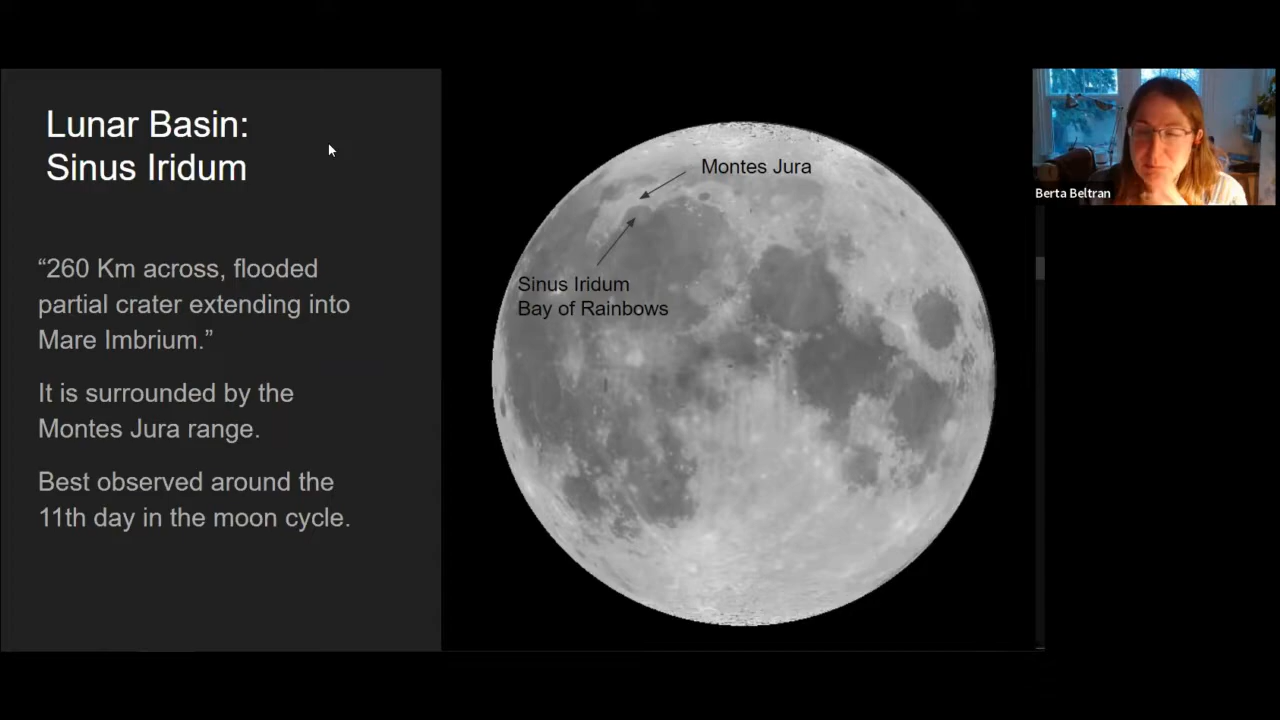 Lunar Basin:
Sinus Iridum
“260 Km across, flooded
partial crater extending into
Mare Imbrium.”
It is surrounded by the
Montes Jura range.
Best observed around the
11th day in the moon cycle.
Montes Jura
Sinus Iridum
Bay of Rainbows
Berta Beltran